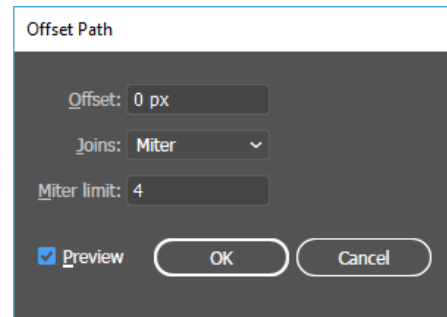 Offset Path
Offset: 0 px
Joins: Miter
Miter limit: 4
Preview OK Cancel